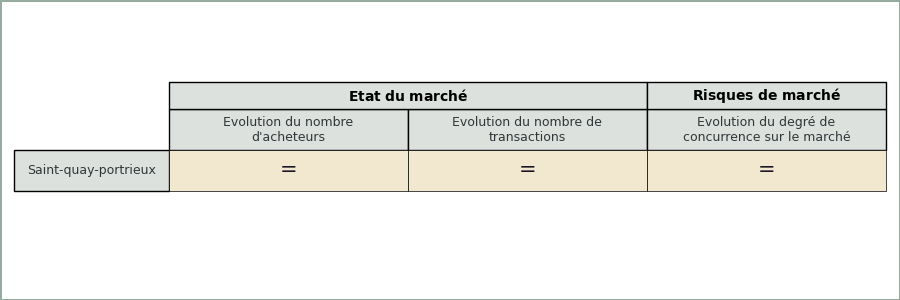 Etat du marché
Risques de marché
Evolution du nombre
d'acheteurs
Evolution du nombre de
transactions
Evolution du degré de
concurrence sur le marché
Saint-quay-portrieux
=
=
=